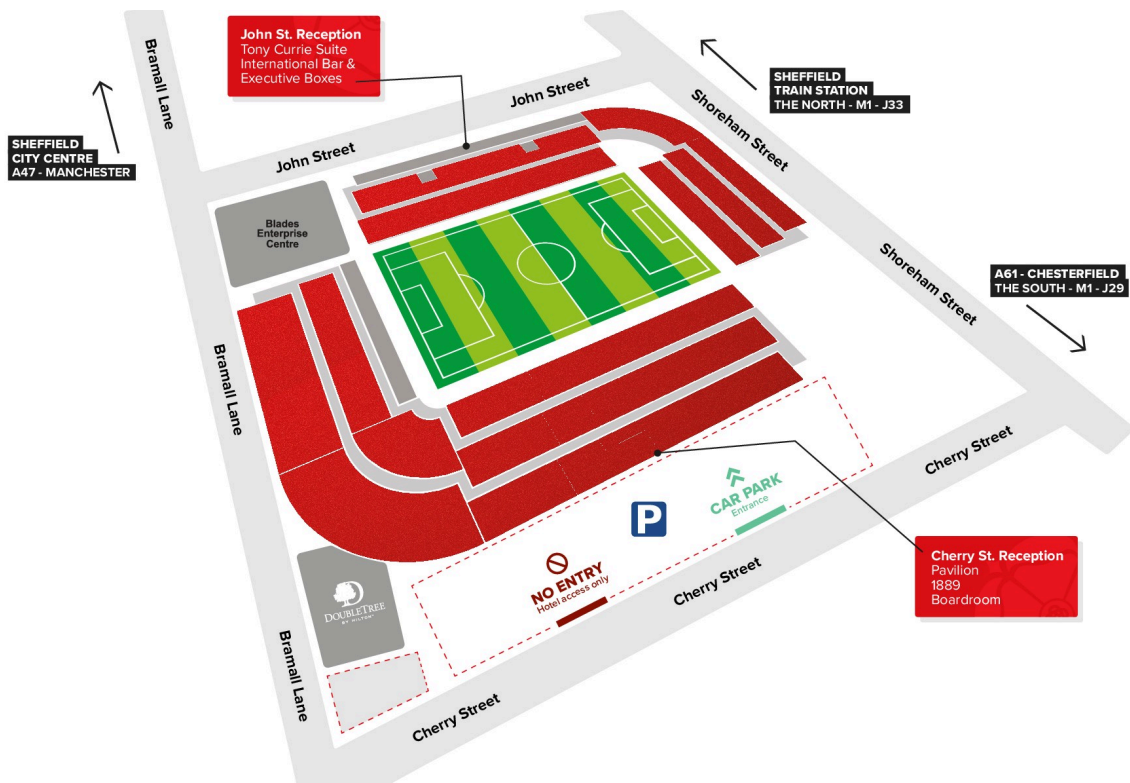 Bramall Lane
John St. Reception
Tony Currie Suite
International Bar &
Executive Boxes
John Street
SHEFFIELD
TRAIN STATION
THE NORTH - M1 - J33
Shoreham Street
SHEFFIELD
CITY CENTRE
A47 - MANCHESTER
John Street
Blades
Enterprise
Centre
Shoreham Street
A61 - CHESTERFIELD
THE SOUTH - M1 - J29
Bramall Lane
Cherry Street
CAR PARK
Entrance
P
NO ENTRY
Hotel access only
Cherry St. Reception
Pavilion
1889
Boardroom
Cherry Street
DOUBLETREE
BY HILTON
Bramall Lane
Cherry Street